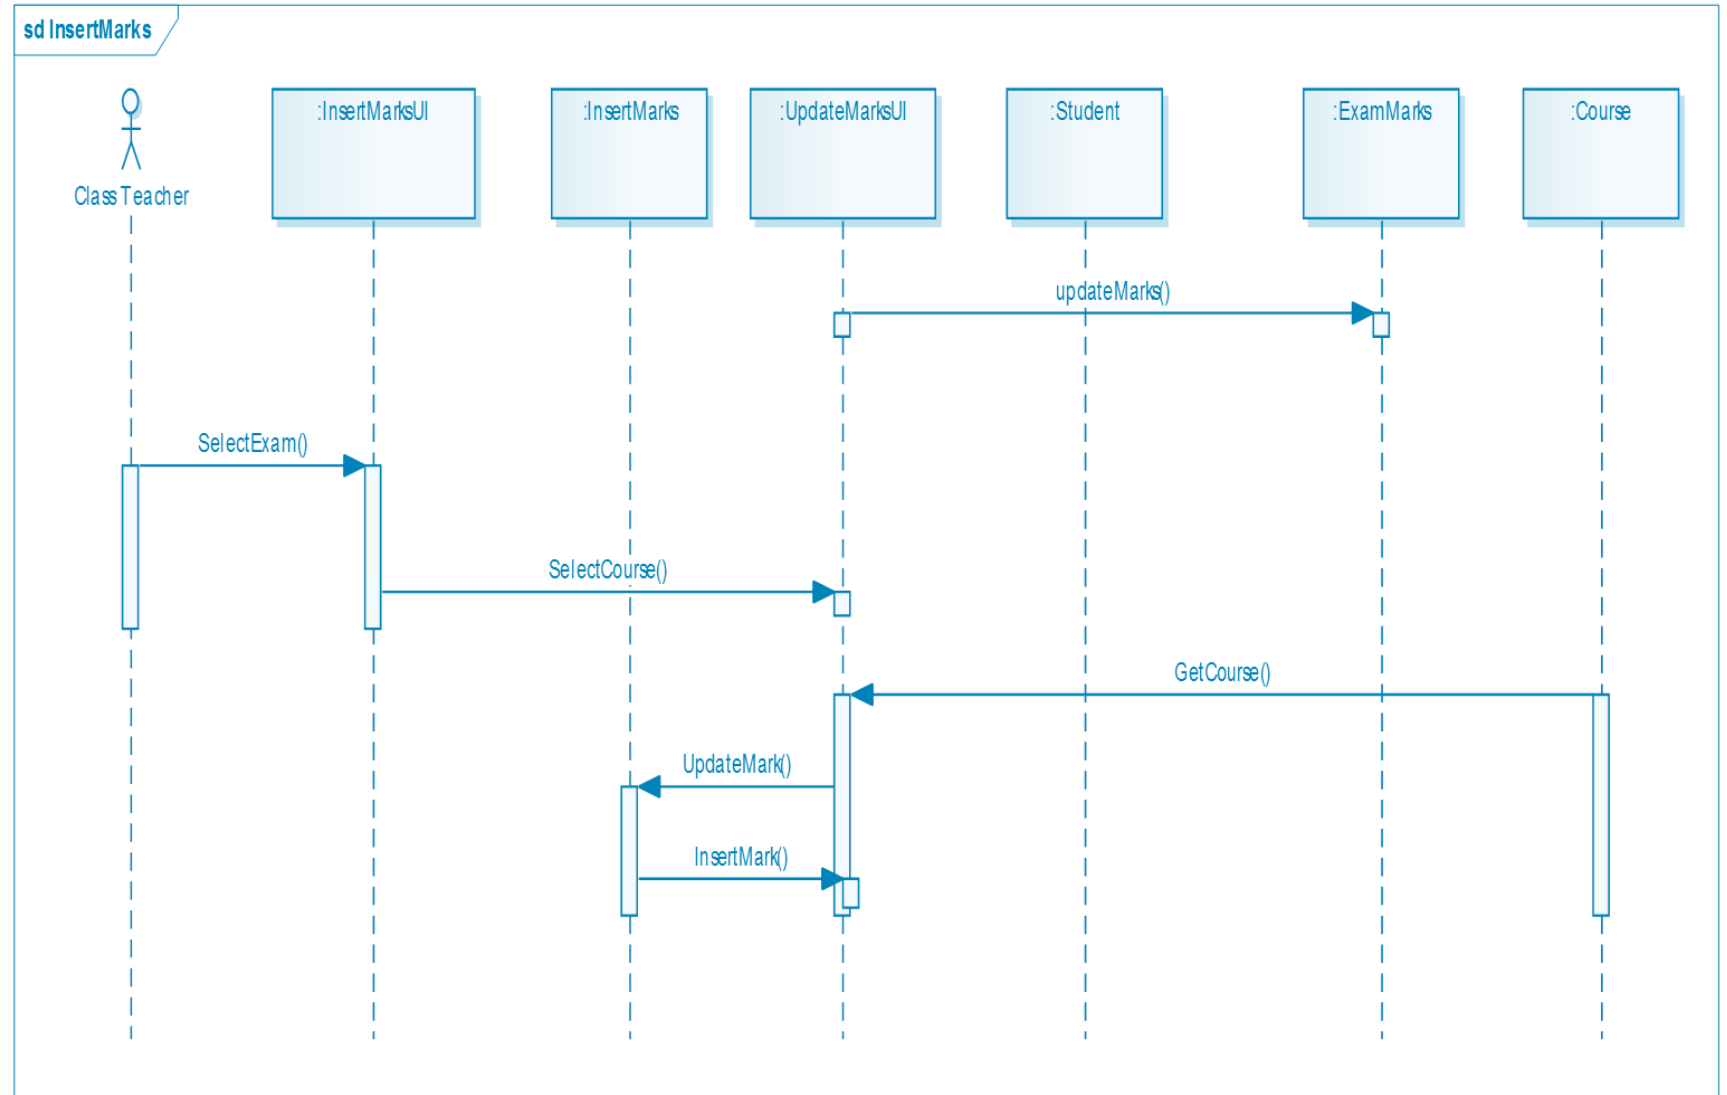 sd InsertMarks
Class Teacher
:InsertMarksUI
:InsertMarks
:UpdateMarksUI
:Student
:ExamMarks
:Course
updateMarks()
SelectExam()
SelectCourse()
GetCourse()
UpdateMark()
InsertMark()